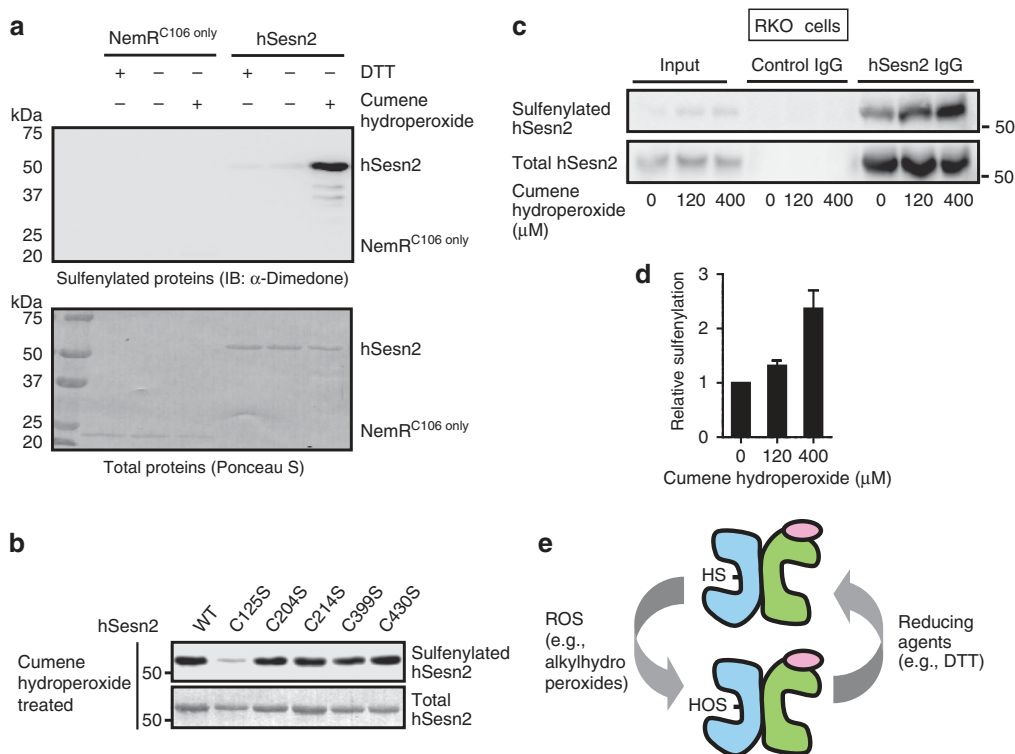 a
NemR^C106 only hSesn2
+ – – + – – DTT
– – + – – + Cumene
hydroperoxide
kDa
75
50
37
25
20
hSesn2
NemR^C106 only
Sulfenylated proteins (IB: α-Dimedone)
kDa
75
50
37
25
20
hSesn2
NemR^C106 only
Total proteins (Ponceau S)
b
hSesn2
WT C125S C204S C214S C399S C430S
Cumene
hydroperoxide
treated
50
Sulfenylated
hSesn2
50
Total
hSesn2
c
RKO cells
Input Control IgG hSesn2 IgG
Sulfenylated
hSesn2
50
Total hSesn2
50
Cumene
hydroperoxide
(μM)
0 120 400 0 120 400 0 120 400
d
Relative sulfenylation
3
2
1
0
0 120 400
Cumene hydroperoxide (μM)
e
HS
ROS
(e.g.,
alkylhydro
peroxides)
Reducing
agents
(e.g., DTT)
HOS